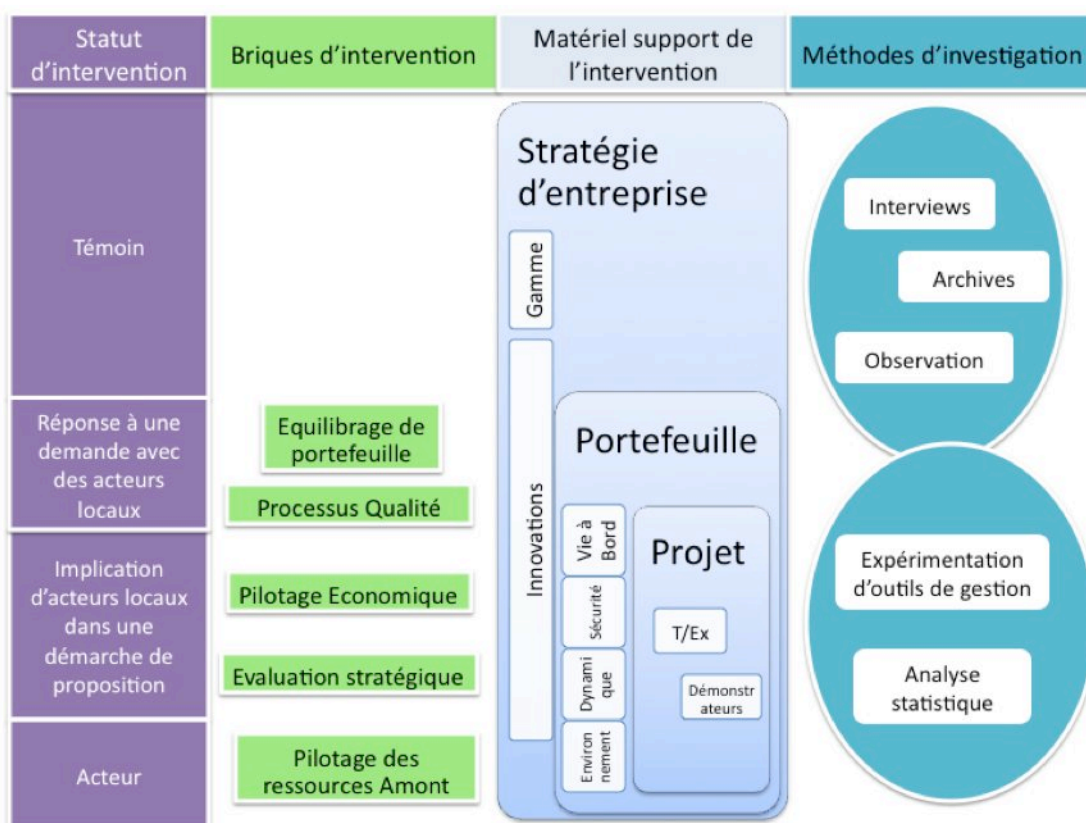 Statut
d'intervention
Briques d'intervention
Matériel support de
l'intervention
Méthodes d'investigation
Témoin
Réponse à une
demande avec
des acteurs
locaux
Implication
d'acteurs locaux
dans une
démarche de
proposition
Acteur
Equilibrage de
portefeuille
Processus Qualité
Pilotage Economique
Evaluation stratégique
Pilotage des
ressources Amont
Stratégie
d'entreprise
Gamme
Innovations
Portefeuille
Vie à
Bord
Sécurité
Dynami
que
Environ
nement
Projet
T/Ex
Démonstr
ateurs
Interviews
Archives
Observation
Expérimentation
d'outils de gestion
Analyse
statistique